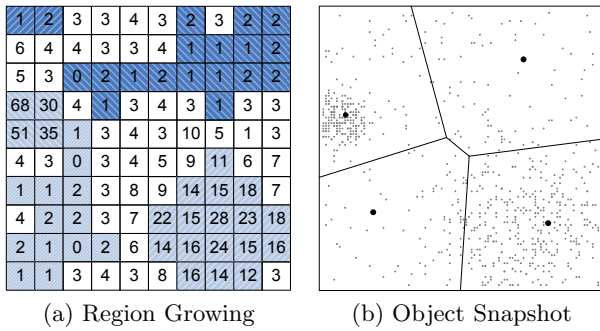 1 2 3 3 4 3 2 3 2 2
6 4 4 3 3 4 1 1 1 2
5 3 0 2 1 2 1 1 2 2
68 30 4 1 3 4 3 1 3 3
51 35 1 3 4 3 10 5 1 3
4 3 0 3 4 5 9 11 6 7
1 1 2 3 8 9 14 15 18 7
4 2 2 3 7 22 15 28 23 18
2 1 0 2 6 14 16 24 15 16
1 1 3 4 3 8 16 14 12 3
(a) Region Growing
(b) Object Snapshot